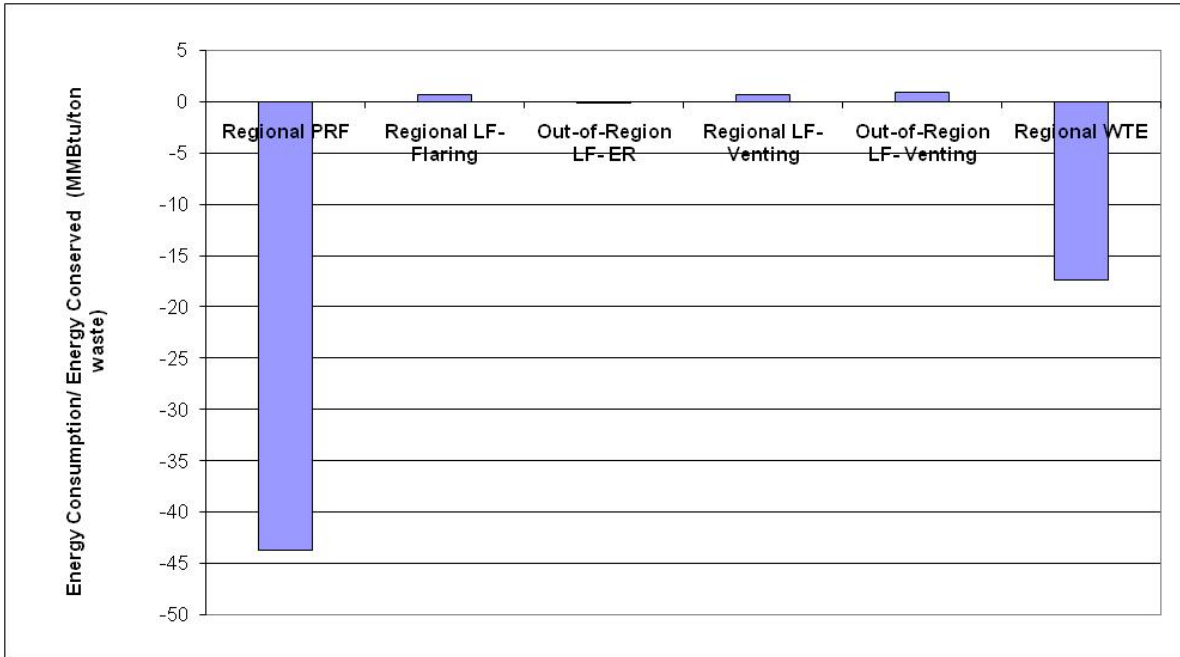 Energy Consumption/ Energy Conserved (MMBtu/ton
waste)
5
0
-5
-10
-15
-20
-25
-30
-35
-40
-45
-50
Regional PRF
Regional LF-
Flaring
Out-of-Region
LF- ER
Regional LF-
Venting
Out-of-Region
LF- Venting
Regional WTE